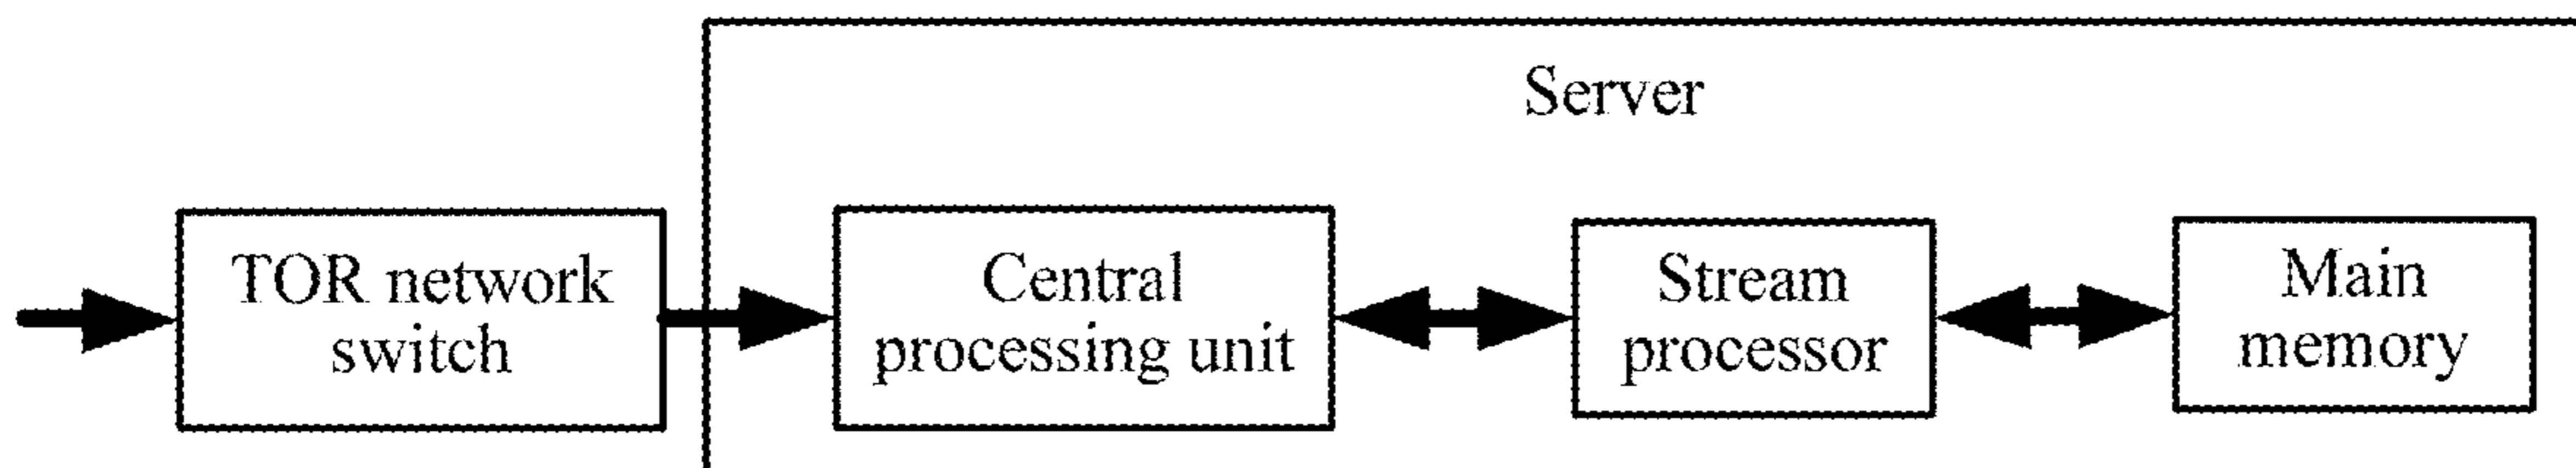 Server
TOR network
switch
Central
processing unit
Stream
processor
Main
memory